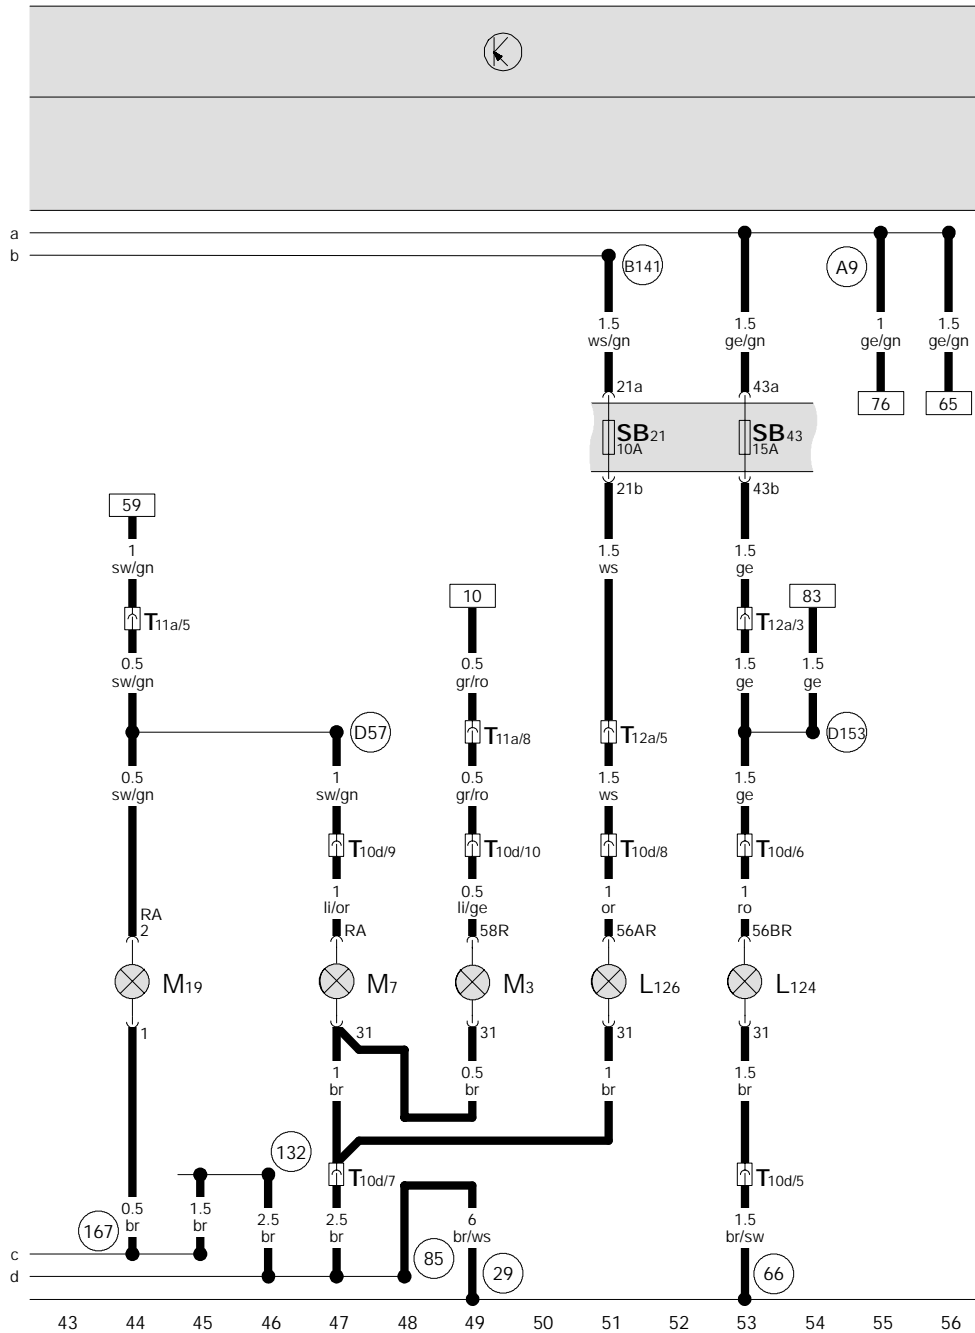 a
b
B141
A9
1.5 1.5 1 1.5
ws/gn ge/gn ge/gn ge/gn
21a 43a
76 65
SB21 SB43
10A 15A
21b 43b
59
1 1.5 1.5
sw/gn ws ge
10 83
T11a/5 T12a/3
0.5 0.5 1.5 1.5
sw/gn gr/ro ge ge
D57 T11a/8 T12a/5 D153
0.5 1 0.5 1.5 1.5
sw/gn sw/gn gr/ro ws ge
T10d/9 T10d/10 T10d/8 T10d/6
1 0.5 1 1
li/or li/ge or ro
RA
2 RA 58R 56AR 56BR
M19 M7 M3 L126 L124
1 31 31 31 31
1 0.5 1 1.5
br br br br
132
T10d/7 T10d/5
0.5 1.5 2.5 2.5 6 1.5
br br br br br/ws br/sw
167
c
85 29 66
d
43 44 45 46 47 48 49 50 51 52 53 54 55 56